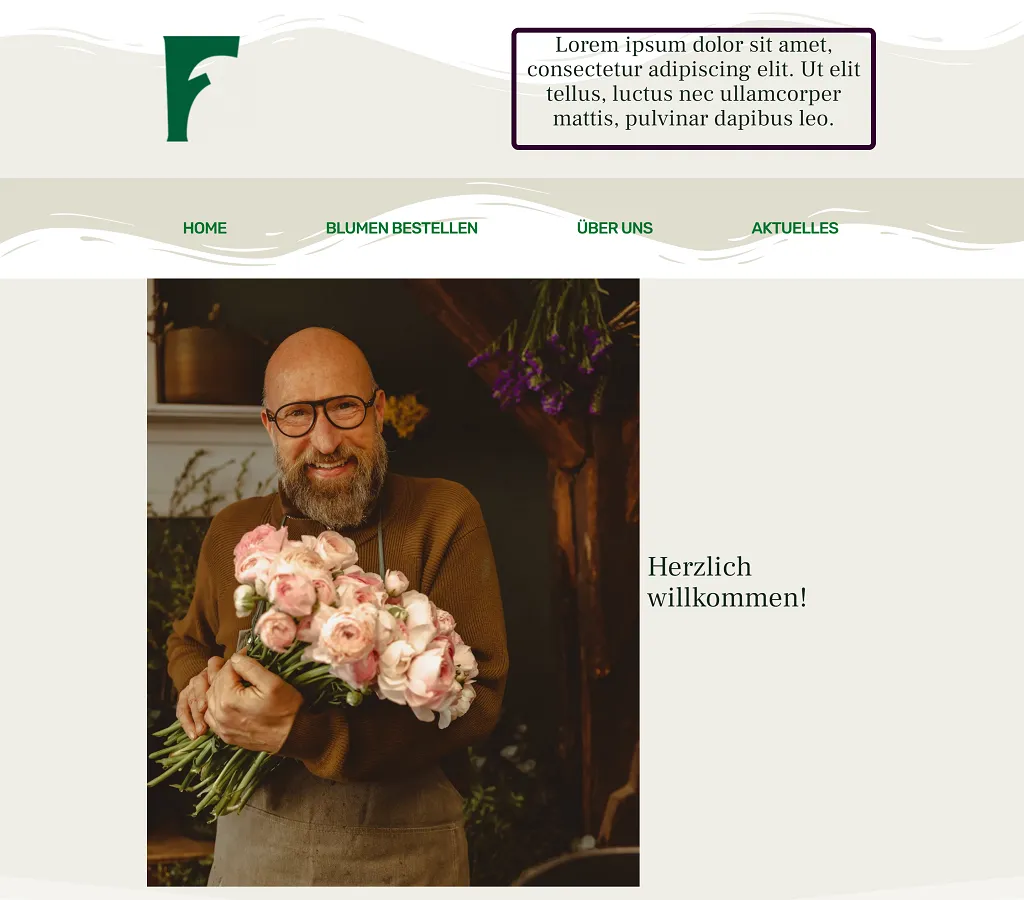 F
Lorem ipsum dolor sit amet,
consectetur adipiscing elit. Ut elit
tellus, luctus nec ullamcorper
mattis, pulvinar dapibus leo.
HOME BLUMEN BESTELLEN ÜBER UNS AKTUELLES
Herzlich
willkommen!